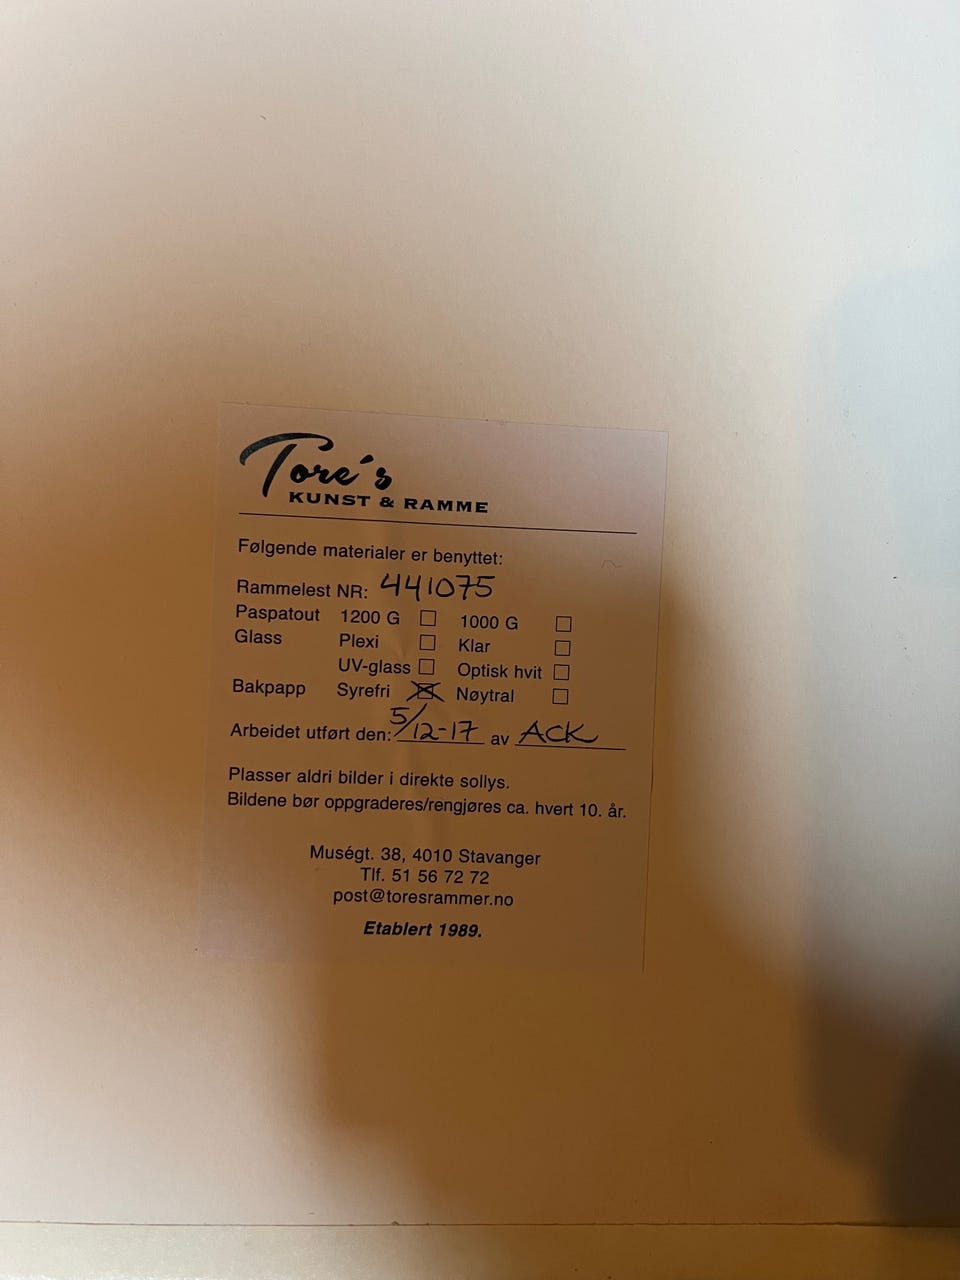 Tore's
KUNST & RAMME
Følgende materialer er benyttet:
Rammelest NR: 441075
Paspatout 1200 G 1000 G
Glass Plexi Klar
UV-glass Optisk hvit
Bakpapp Syrefri Nøytral
Arbeidet utført den: 5/12-17 av ACK
Plasser aldri bilder i direkte sollys.
Bildene bør oppgraderes/rengjøres ca. hvert 10. år.
Muségt. 38, 4010 Stavanger
Tlf. 51 56 72 72
post@toresrammer.no
Etablert 1989.